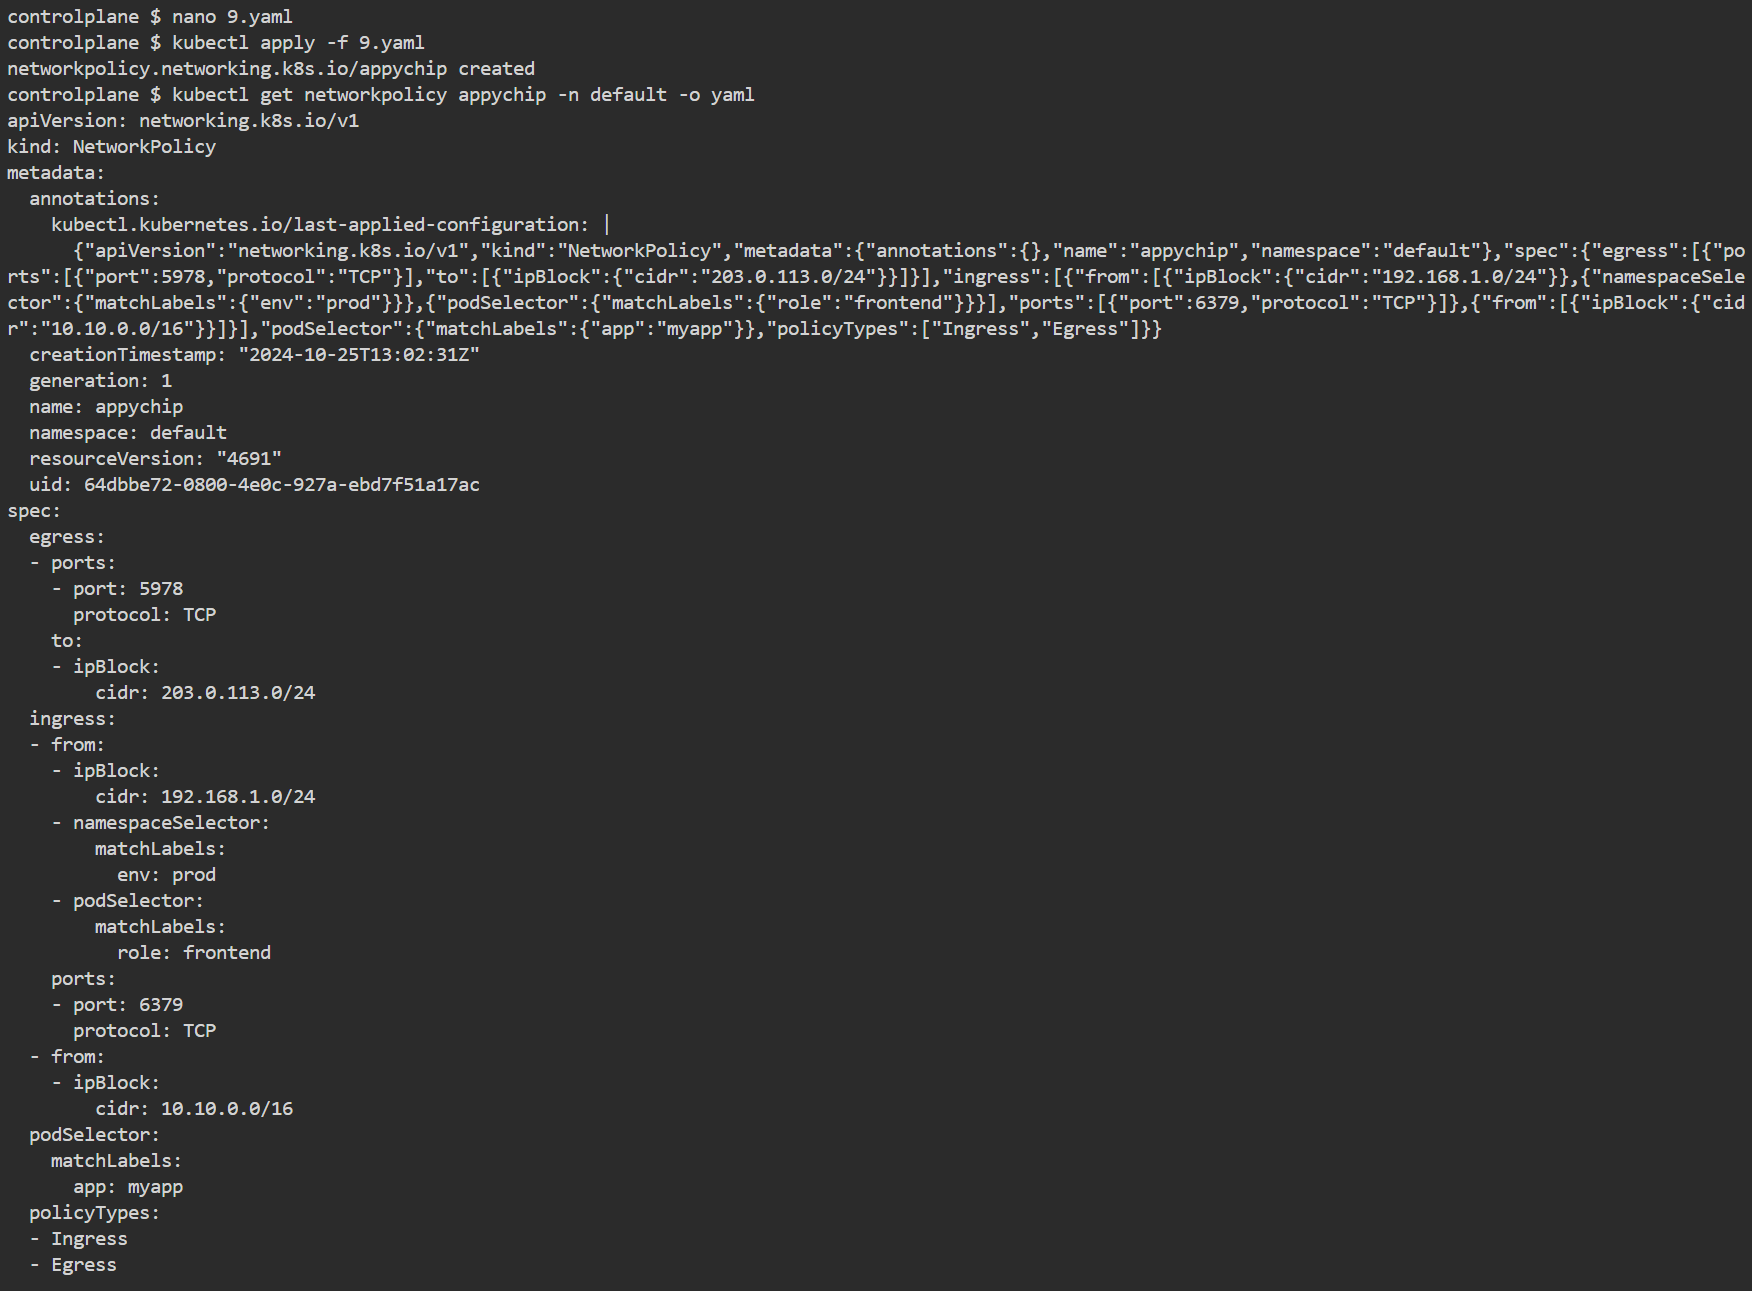 controlplane $ nano 9.yaml
controlplane $ kubectl apply -f 9.yaml
networkpolicy.networking.k8s.io/appychip created
controlplane $ kubectl get networkpolicy appychip -n default -o yaml
apiVersion: networking.k8s.io/v1
kind: NetworkPolicy
metadata:
  annotations:
    kubectl.kubernetes.io/last-applied-configuration: |
      {"apiVersion":"networking.k8s.io/v1","kind":"NetworkPolicy","metadata":{"annotations":{},"name":"appychip","namespace":"default"},"spec":{"egress":[{"po
rts":[{"port":5978,"protocol":"TCP"}],"to":[{"ipBlock":{"cidr":"203.0.113.0/24"}}]}],"ingress":[{"from":[{"ipBlock":{"cidr":"192.168.1.0/24"}},{"namespaceSele
ctor":{"matchLabels":{"env":"prod"}}},{"podSelector":{"matchLabels":{"role":"frontend"}}}],"ports":[{"port":6379,"protocol":"TCP"}]},{"from":[{"ipBlock":{"cid
r":"10.10.0.0/16"}}]}],"podSelector":{"matchLabels":{"app":"myapp"}},"policyTypes":["Ingress","Egress"]}}
  creationTimestamp: "2024-10-25T13:02:31Z"
  generation: 1
  name: appychip
  namespace: default
  resourceVersion: "4691"
  uid: 64dbbe72-0800-4e0c-927a-ebd7f51a17ac
spec:
  egress:
  - ports:
    - port: 5978
      protocol: TCP
    to:
    - ipBlock:
        cidr: 203.0.113.0/24
  ingress:
  - from:
    - ipBlock:
        cidr: 192.168.1.0/24
    - namespaceSelector:
        matchLabels:
          env: prod
    - podSelector:
        matchLabels:
          role: frontend
    ports:
    - port: 6379
      protocol: TCP
  - from:
    - ipBlock:
        cidr: 10.10.0.0/16
  podSelector:
    matchLabels:
      app: myapp
  policyTypes:
  - Ingress
  - Egress